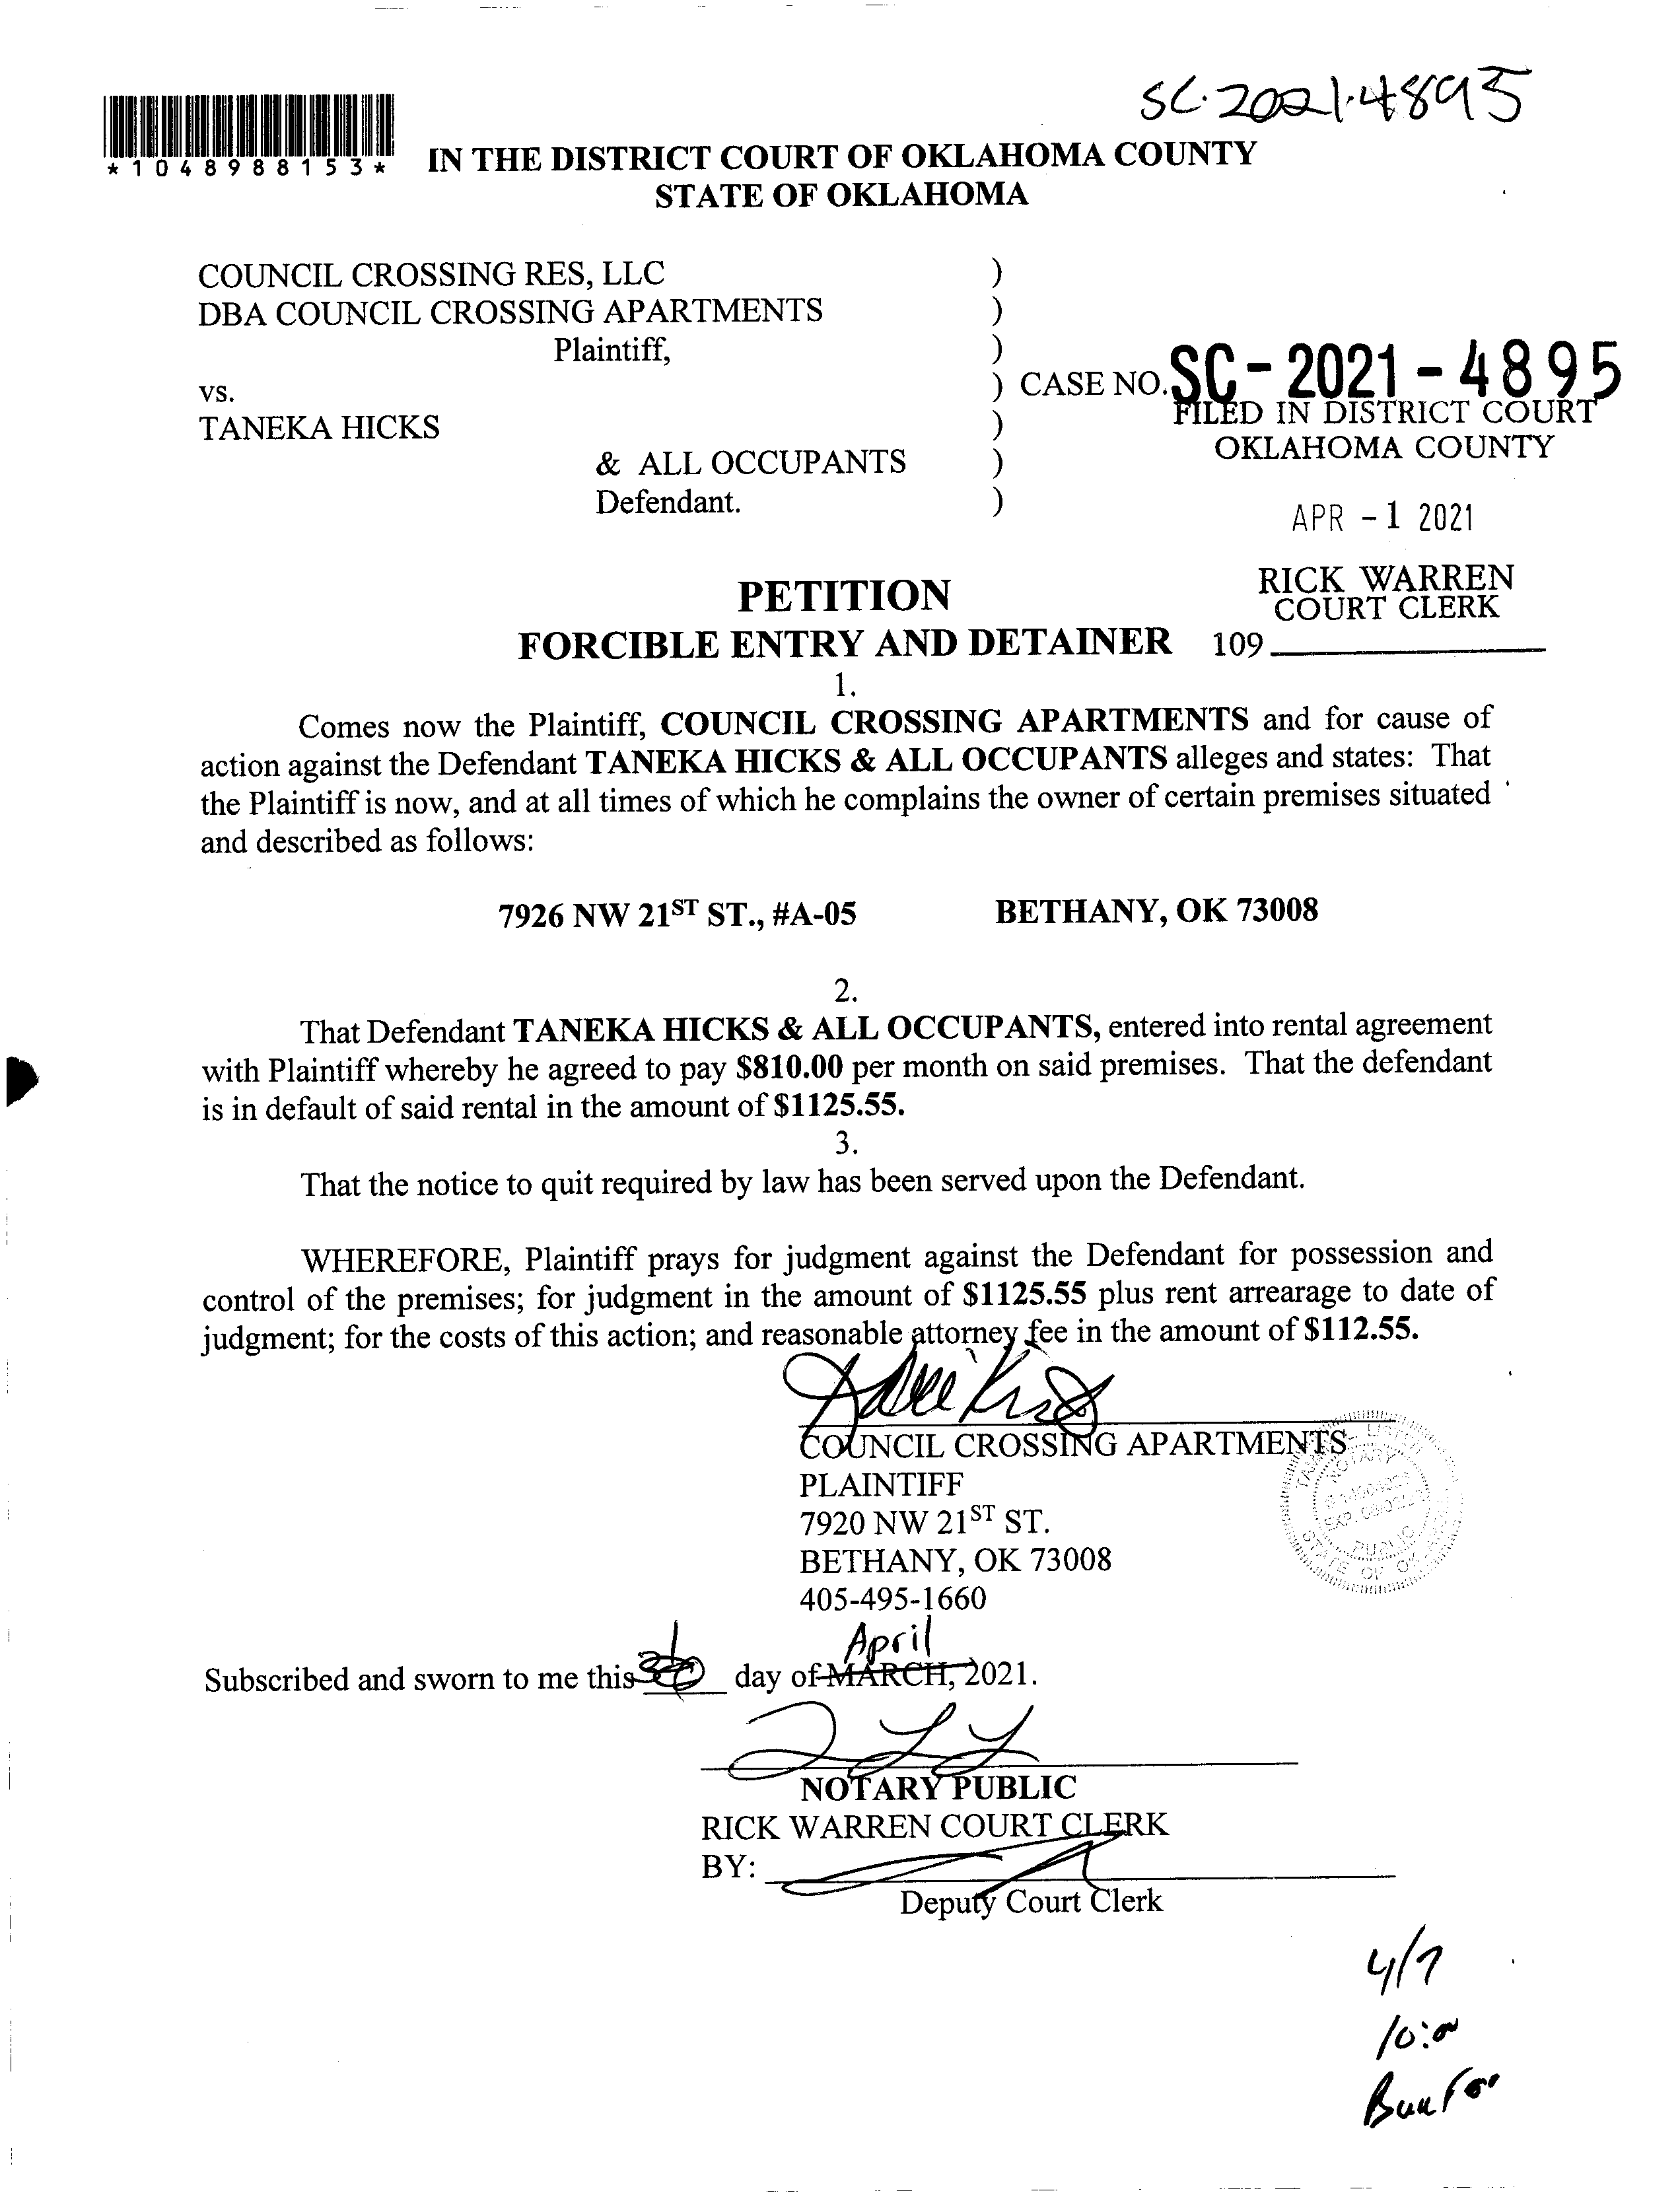 SC-2021-4895
*1048988153*
IN THE DISTRICT COURT OF OKLAHOMA COUNTY
STATE OF OKLAHOMA
COUNCIL CROSSING RES, LLC )
DBA COUNCIL CROSSING APARTMENTS )
Plaintiff, )
vs. ) CASE NO. SC-2021-4895
TANEKA HICKS )
FILED IN DISTRICT COURT
OKLAHOMA COUNTY
& ALL OCCUPANTS )
Defendant. )
APR -1 2021
RICK WARREN
COURT CLERK
109
PETITION
FORCIBLE ENTRY AND DETAINER
1.
Comes now the Plaintiff, COUNCIL CROSSING APARTMENTS and for cause of
action against the Defendant TANEKA HICKS & ALL OCCUPANTS alleges and states: That
the Plaintiff is now, and at all times of which he complains the owner of certain premises situated
and described as follows:
7926 NW 21ST ST., #A-05 BETHANY, OK 73008
2.
That Defendant TANEKA HICKS & ALL OCCUPANTS, entered into rental agreement
with Plaintiff whereby he agreed to pay $810.00 per month on said premises. That the defendant
is in default of said rental in the amount of $1125.55.
3.
That the notice to quit required by law has been served upon the Defendant.
WHEREFORE, Plaintiff prays for judgment against the Defendant for possession and
control of the premises; for judgment in the amount of $1125.55 plus rent arrearage to date of
judgment; for the costs of this action; and reasonable attorney fee in the amount of $112.55.
COUNCIL CROSSING APARTMENTS
PLAINTIFF
7920 NW 21ST ST.
BETHANY, OK 73008
405-495-1660
NOTARY
PUBLIC
STATE OF
April
Subscribed and sworn to me this day of MARCH, 2021.
NOTARY PUBLIC
RICK WARREN COURT CLERK
BY:
Deputy Court Clerk
4/7
10:00